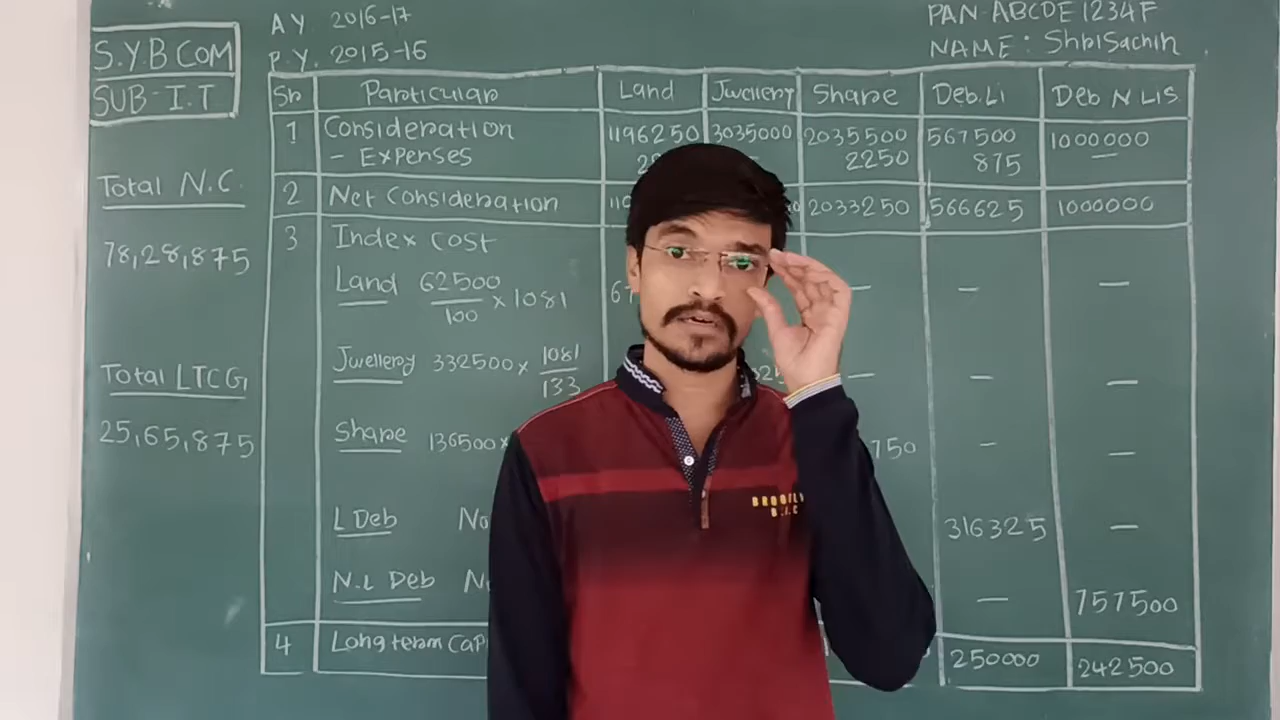 S.Y.B COM
SUB-I.T
A.Y. 2016-17
P.Y. 2015-16
PAN-ABCDE1234F
NAME: ShriSachin
Sr Particular Land Jwellery Share Deb.Li Deb N Lis
1 Consideration 1196250 3035000 2035500 567500 1000000
- Expenses 2250 875 —
2 Net Consideration 2033250 566625 1000000
3 Index cost
Land 62500/100 × 1081 — — —
Jwellery 332500 × 1081/133 — — —
Share 136500× — —
L Deb 316325 —
N.L Deb — 757500
4 Long term 250000 242500
Total N.C.
78,28,875
Total LTCG
25,65,875
BROOKLYN